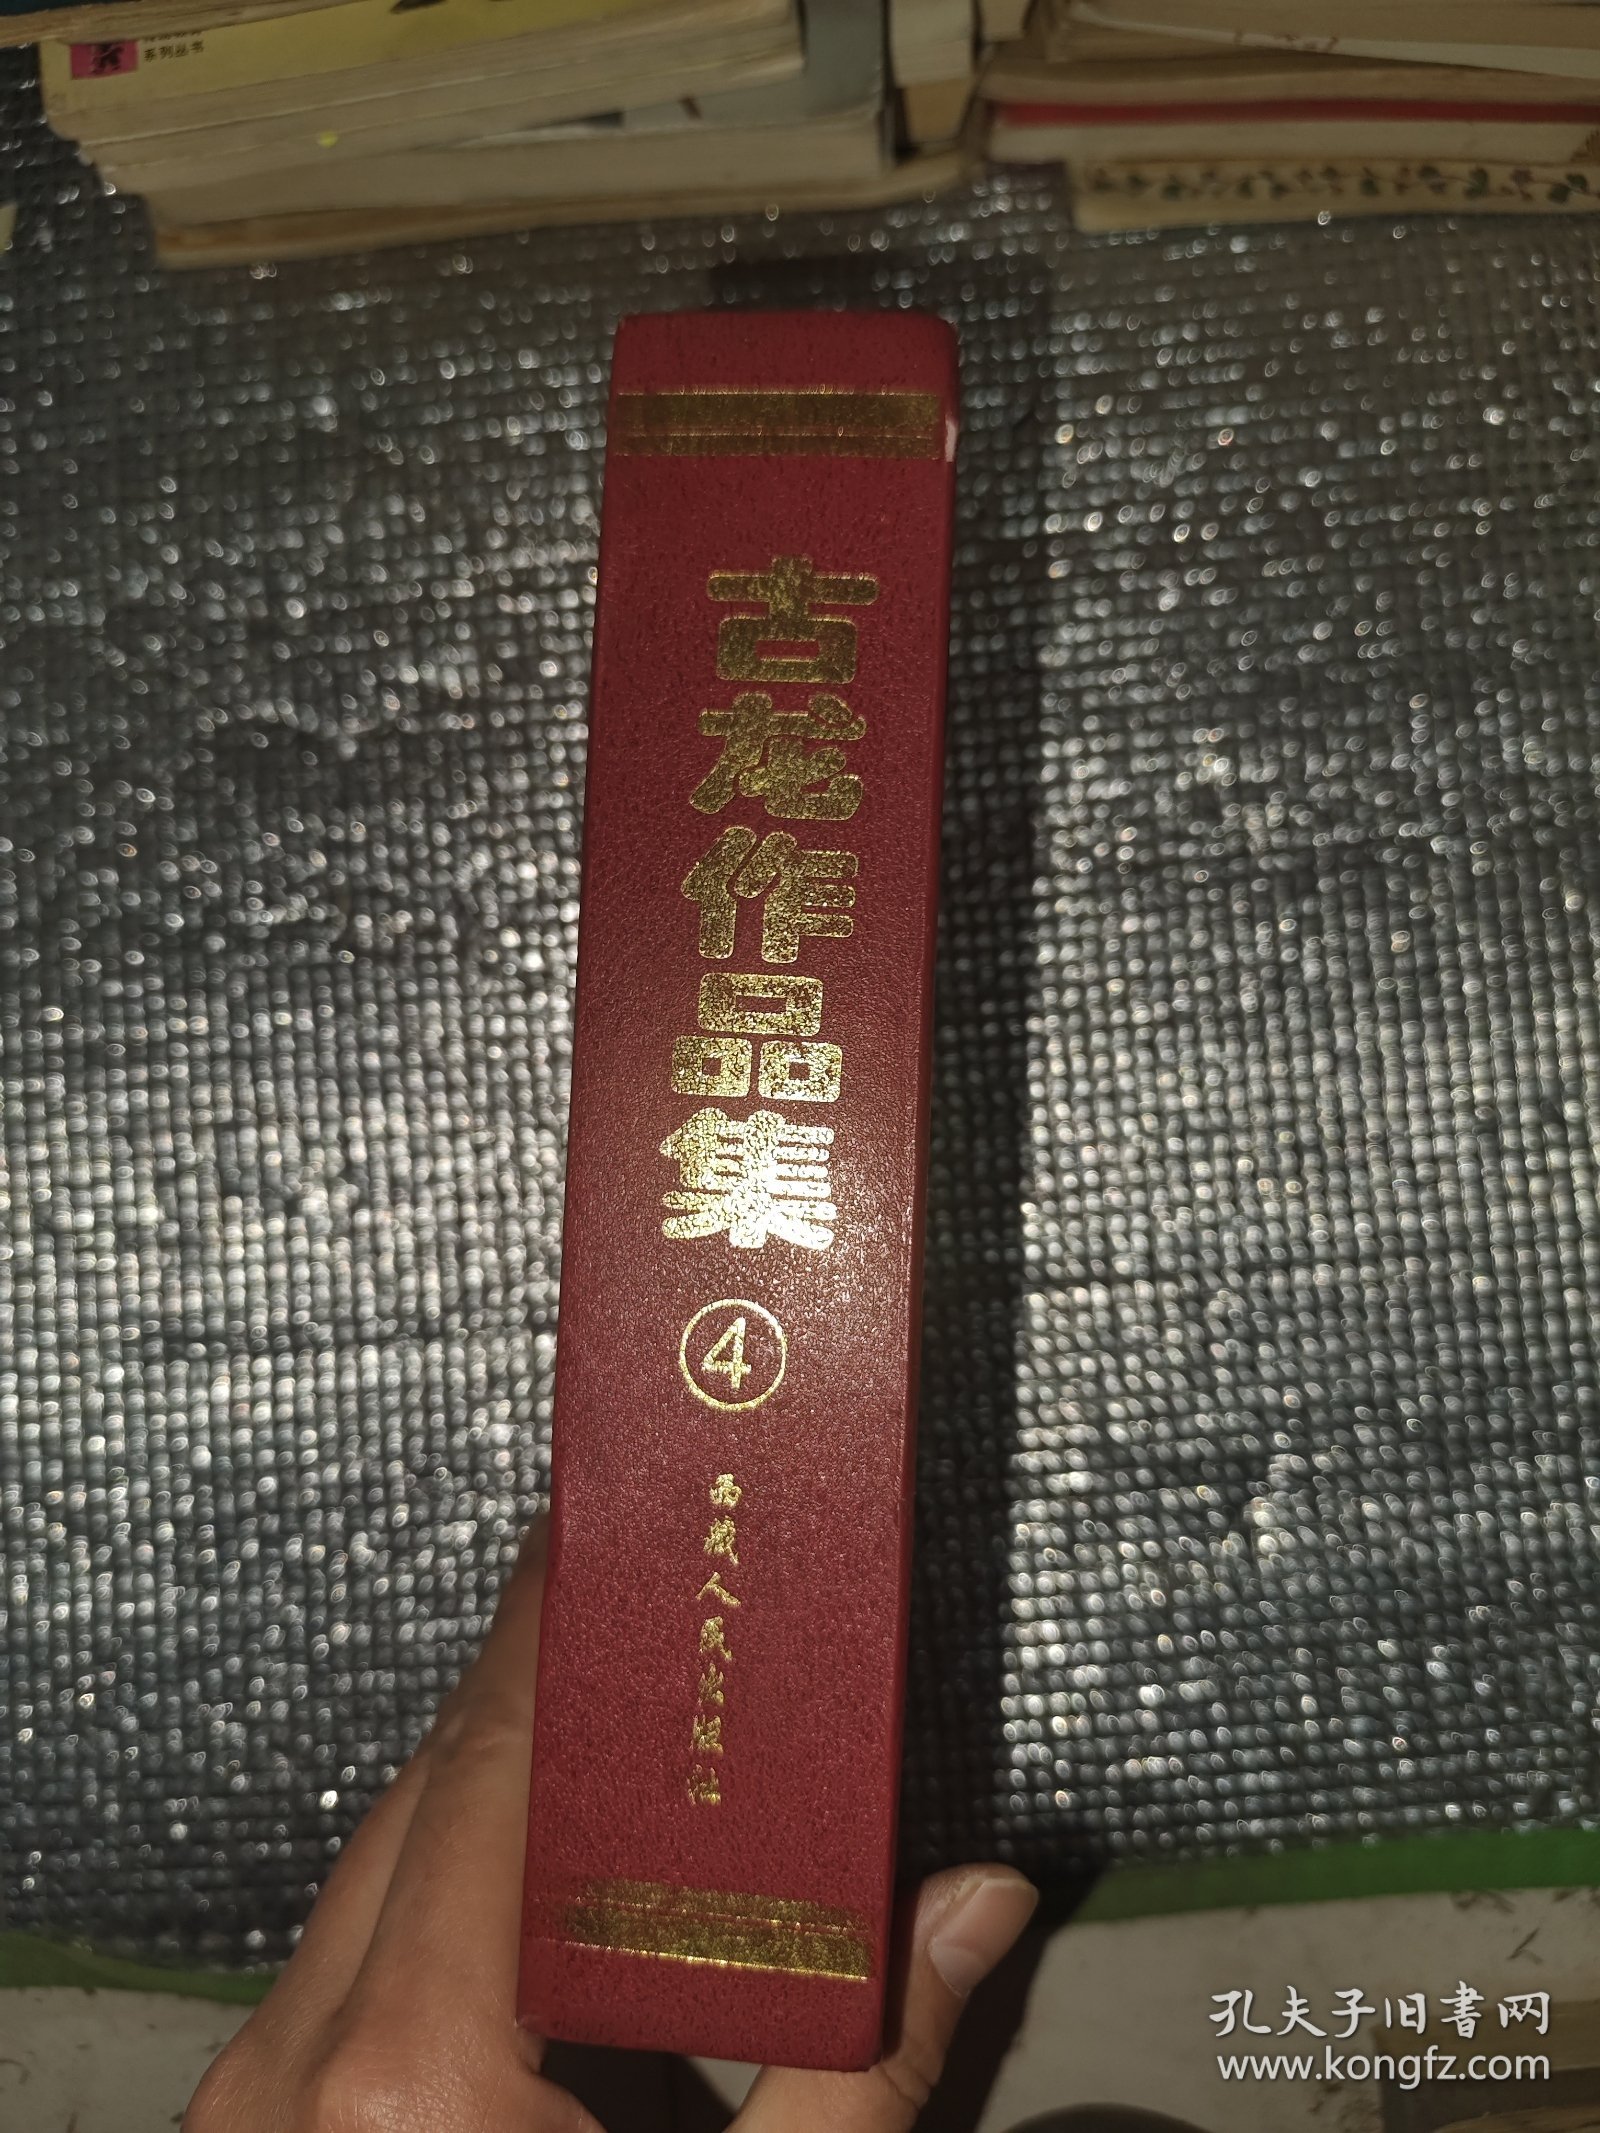 系列丛书
古龙作品集
④
西藏人民出版社
孔夫子旧書网
www.kongfz.com